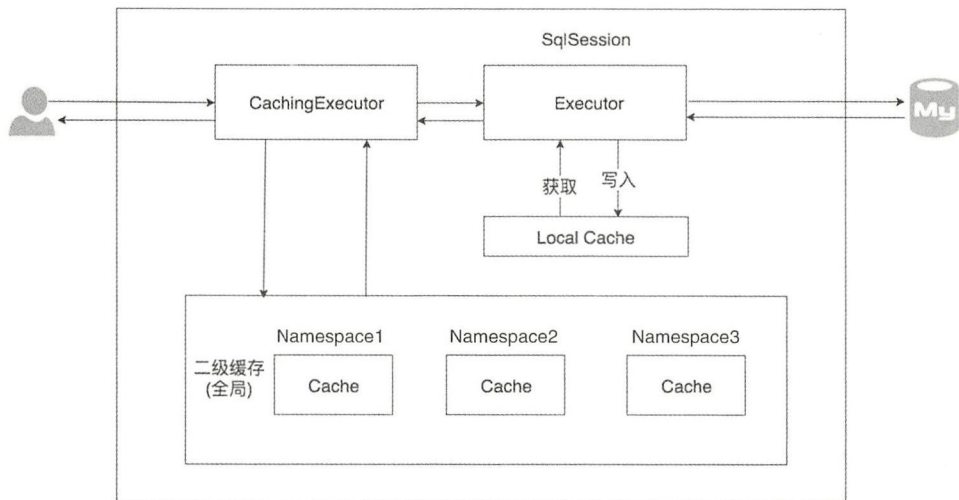 SqlSession
CachingExecutor
Executor
My
获取
写入
Local Cache
Namespace1
Namespace2
Namespace3
二级缓存
(全局)
Cache
Cache
Cache